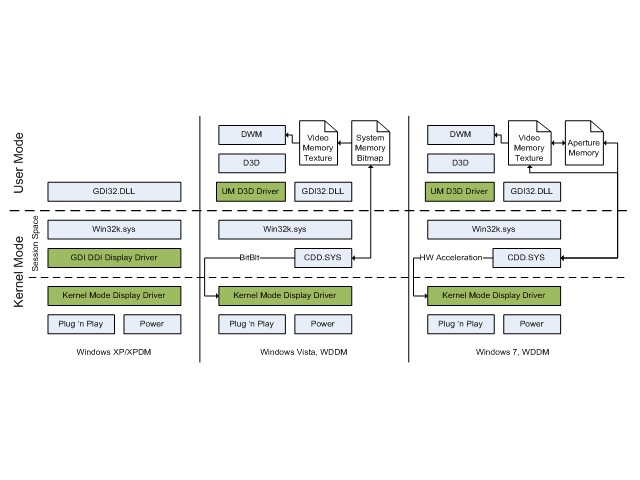 User Mode
Kernel Mode
Session Space
GDI32.DLL
Win32k.sys
GDI DDI Display Driver
Kernel Mode Display Driver
Plug 'n Play
Power
Windows XP/XPDM
DWM
Video
Memory
Texture
System
Memory
Bitmap
D3D
UM D3D Driver
GDI32.DLL
Win32k.sys
BitBlt
CDD.SYS
Kernel Mode Display Driver
Plug 'n Play
Power
Windows Vista, WDDM
DWM
Video
Memory
Texture
Aperture
Memory
D3D
UM D3D Driver
GDI32.DLL
Win32k.sys
HW Acceleration
CDD.SYS
Kernel Mode Display Driver
Plug 'n Play
Power
Windows 7, WDDM